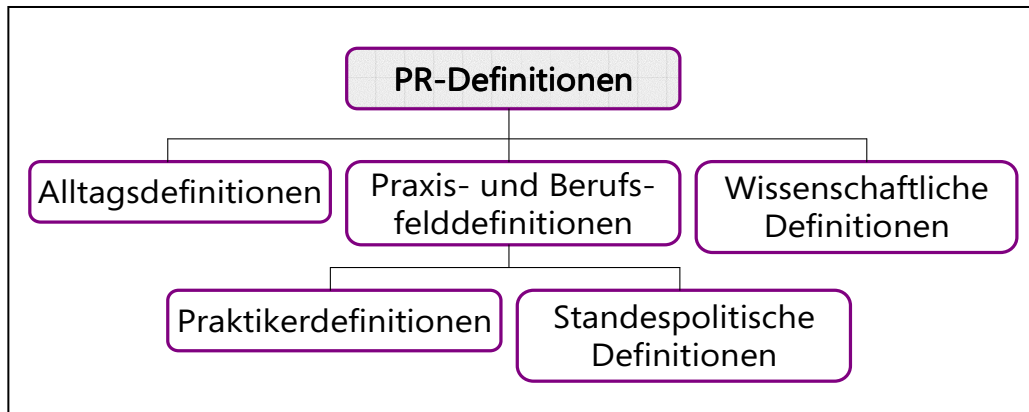 PR-Definitionen
Alltagsdefinitionen
Praxis- und Berufs-
felddefinitionen
Wissenschaftliche
Definitionen
Praktikerdefinitionen
Standespolitische
Definitionen